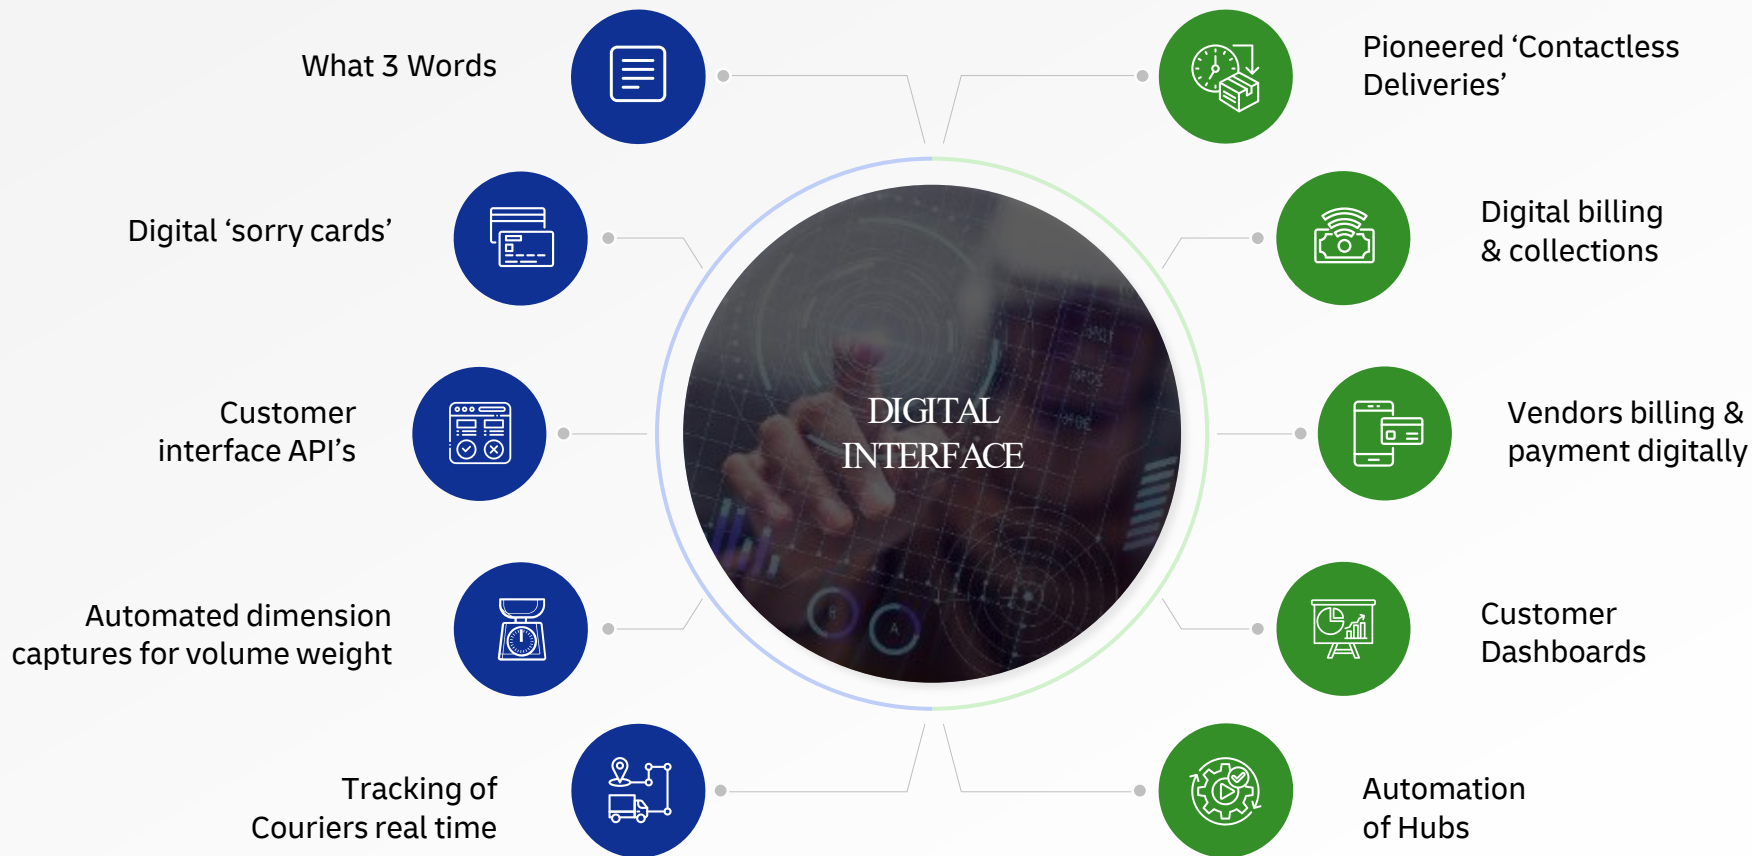 What 3 Words
Digital ‘sorry cards’
Customer
interface API's
Automated dimension
captures for volume weight
Tracking of
Couriers real time
DIGITAL
INTERFACE
Pioneered ‘Contactless
Deliveries’
Digital billing
& collections
Vendors billing &
payment digitally
Customer
Dashboards
Automation
of Hubs